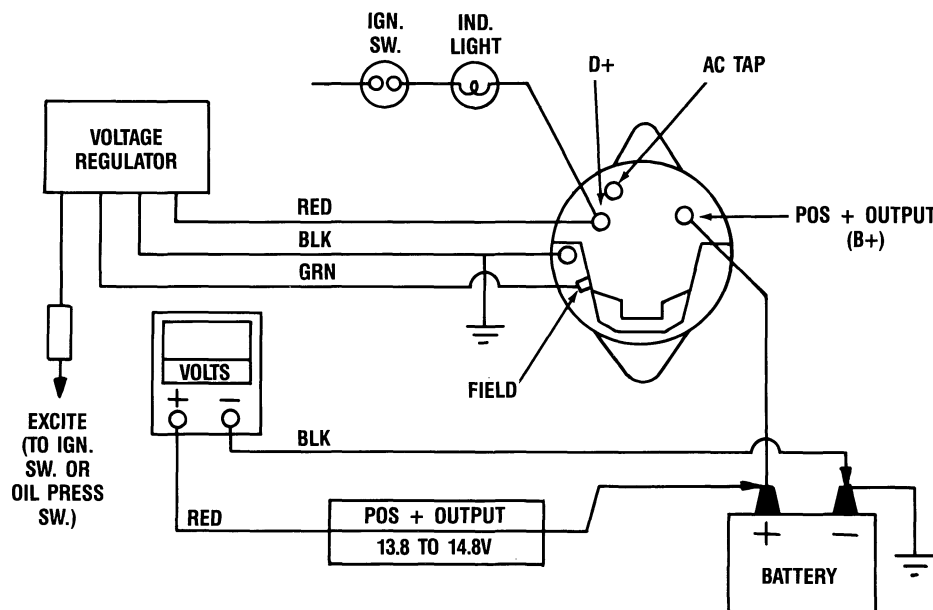 IGN.
SW.
IND.
LIGHT
D+
AC TAP
VOLTAGE
REGULATOR
RED
BLK
GRN
POS + OUTPUT
(B+)
VOLTS
+ −
FIELD
EXCITE
(TO IGN.
SW. OR
OIL PRESS
SW.)
BLK
RED
POS + OUTPUT
13.8 TO 14.8V
+ −
BATTERY